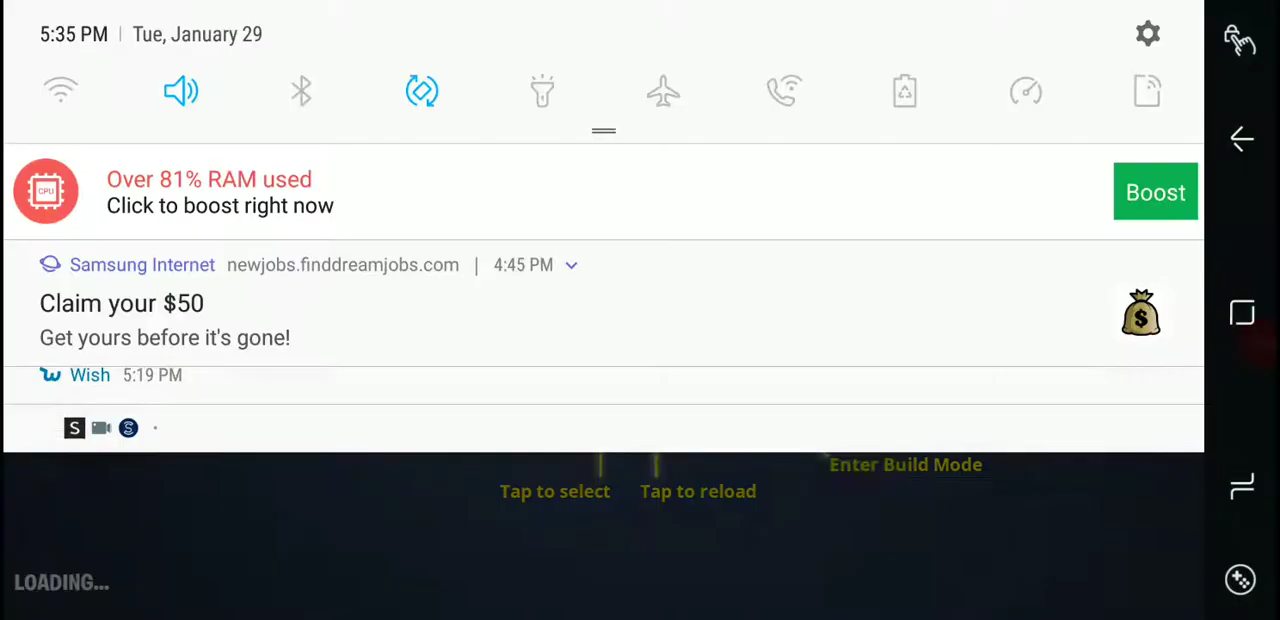 5:35 PM | Tue, January 29
CPU
Over 81% RAM used
Click to boost right now
Boost
Samsung Internet newjobs.finddreamjobs.com | 4:45 PM
Claim your $50
Get yours before it's gone!
$
Wish 5:19 PM
S S
Enter Build Mode
Tap to select Tap to reload
LOADING...